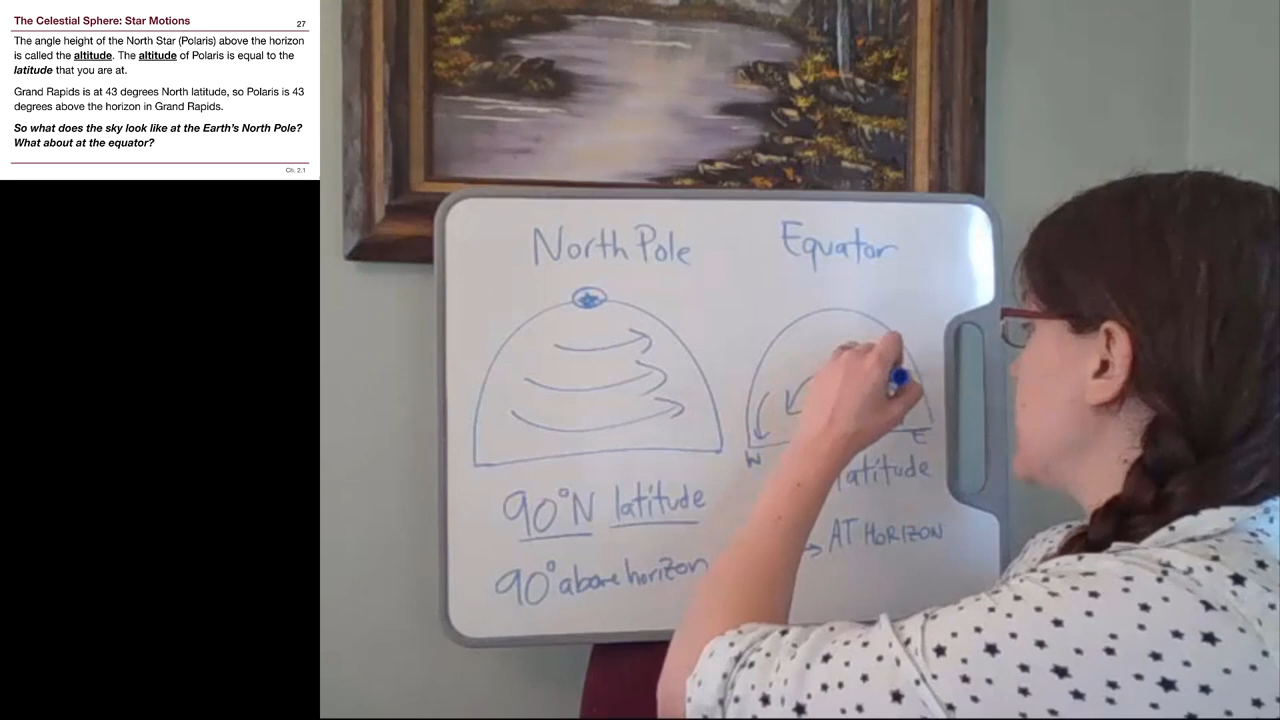 The Celestial Sphere: Star Motions
27
The angle height of the North Star (Polaris) above the horizon
is called the altitude. The altitude of Polaris is equal to the
latitude that you are at.
Grand Rapids is at 43 degrees North latitude, so Polaris is 43
degrees above the horizon in Grand Rapids.
So what does the sky look like at the Earth's North Pole?
What about at the equator?
Ch. 2.1
North Pole
90°N latitude
90° above horizon
Equator
W
E
latitude
→ AT HORIZON